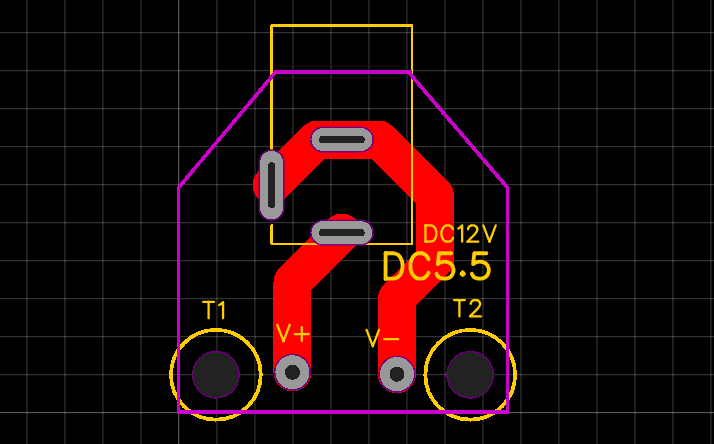 DC12V
DC5.5
T1
T2
V+
V-